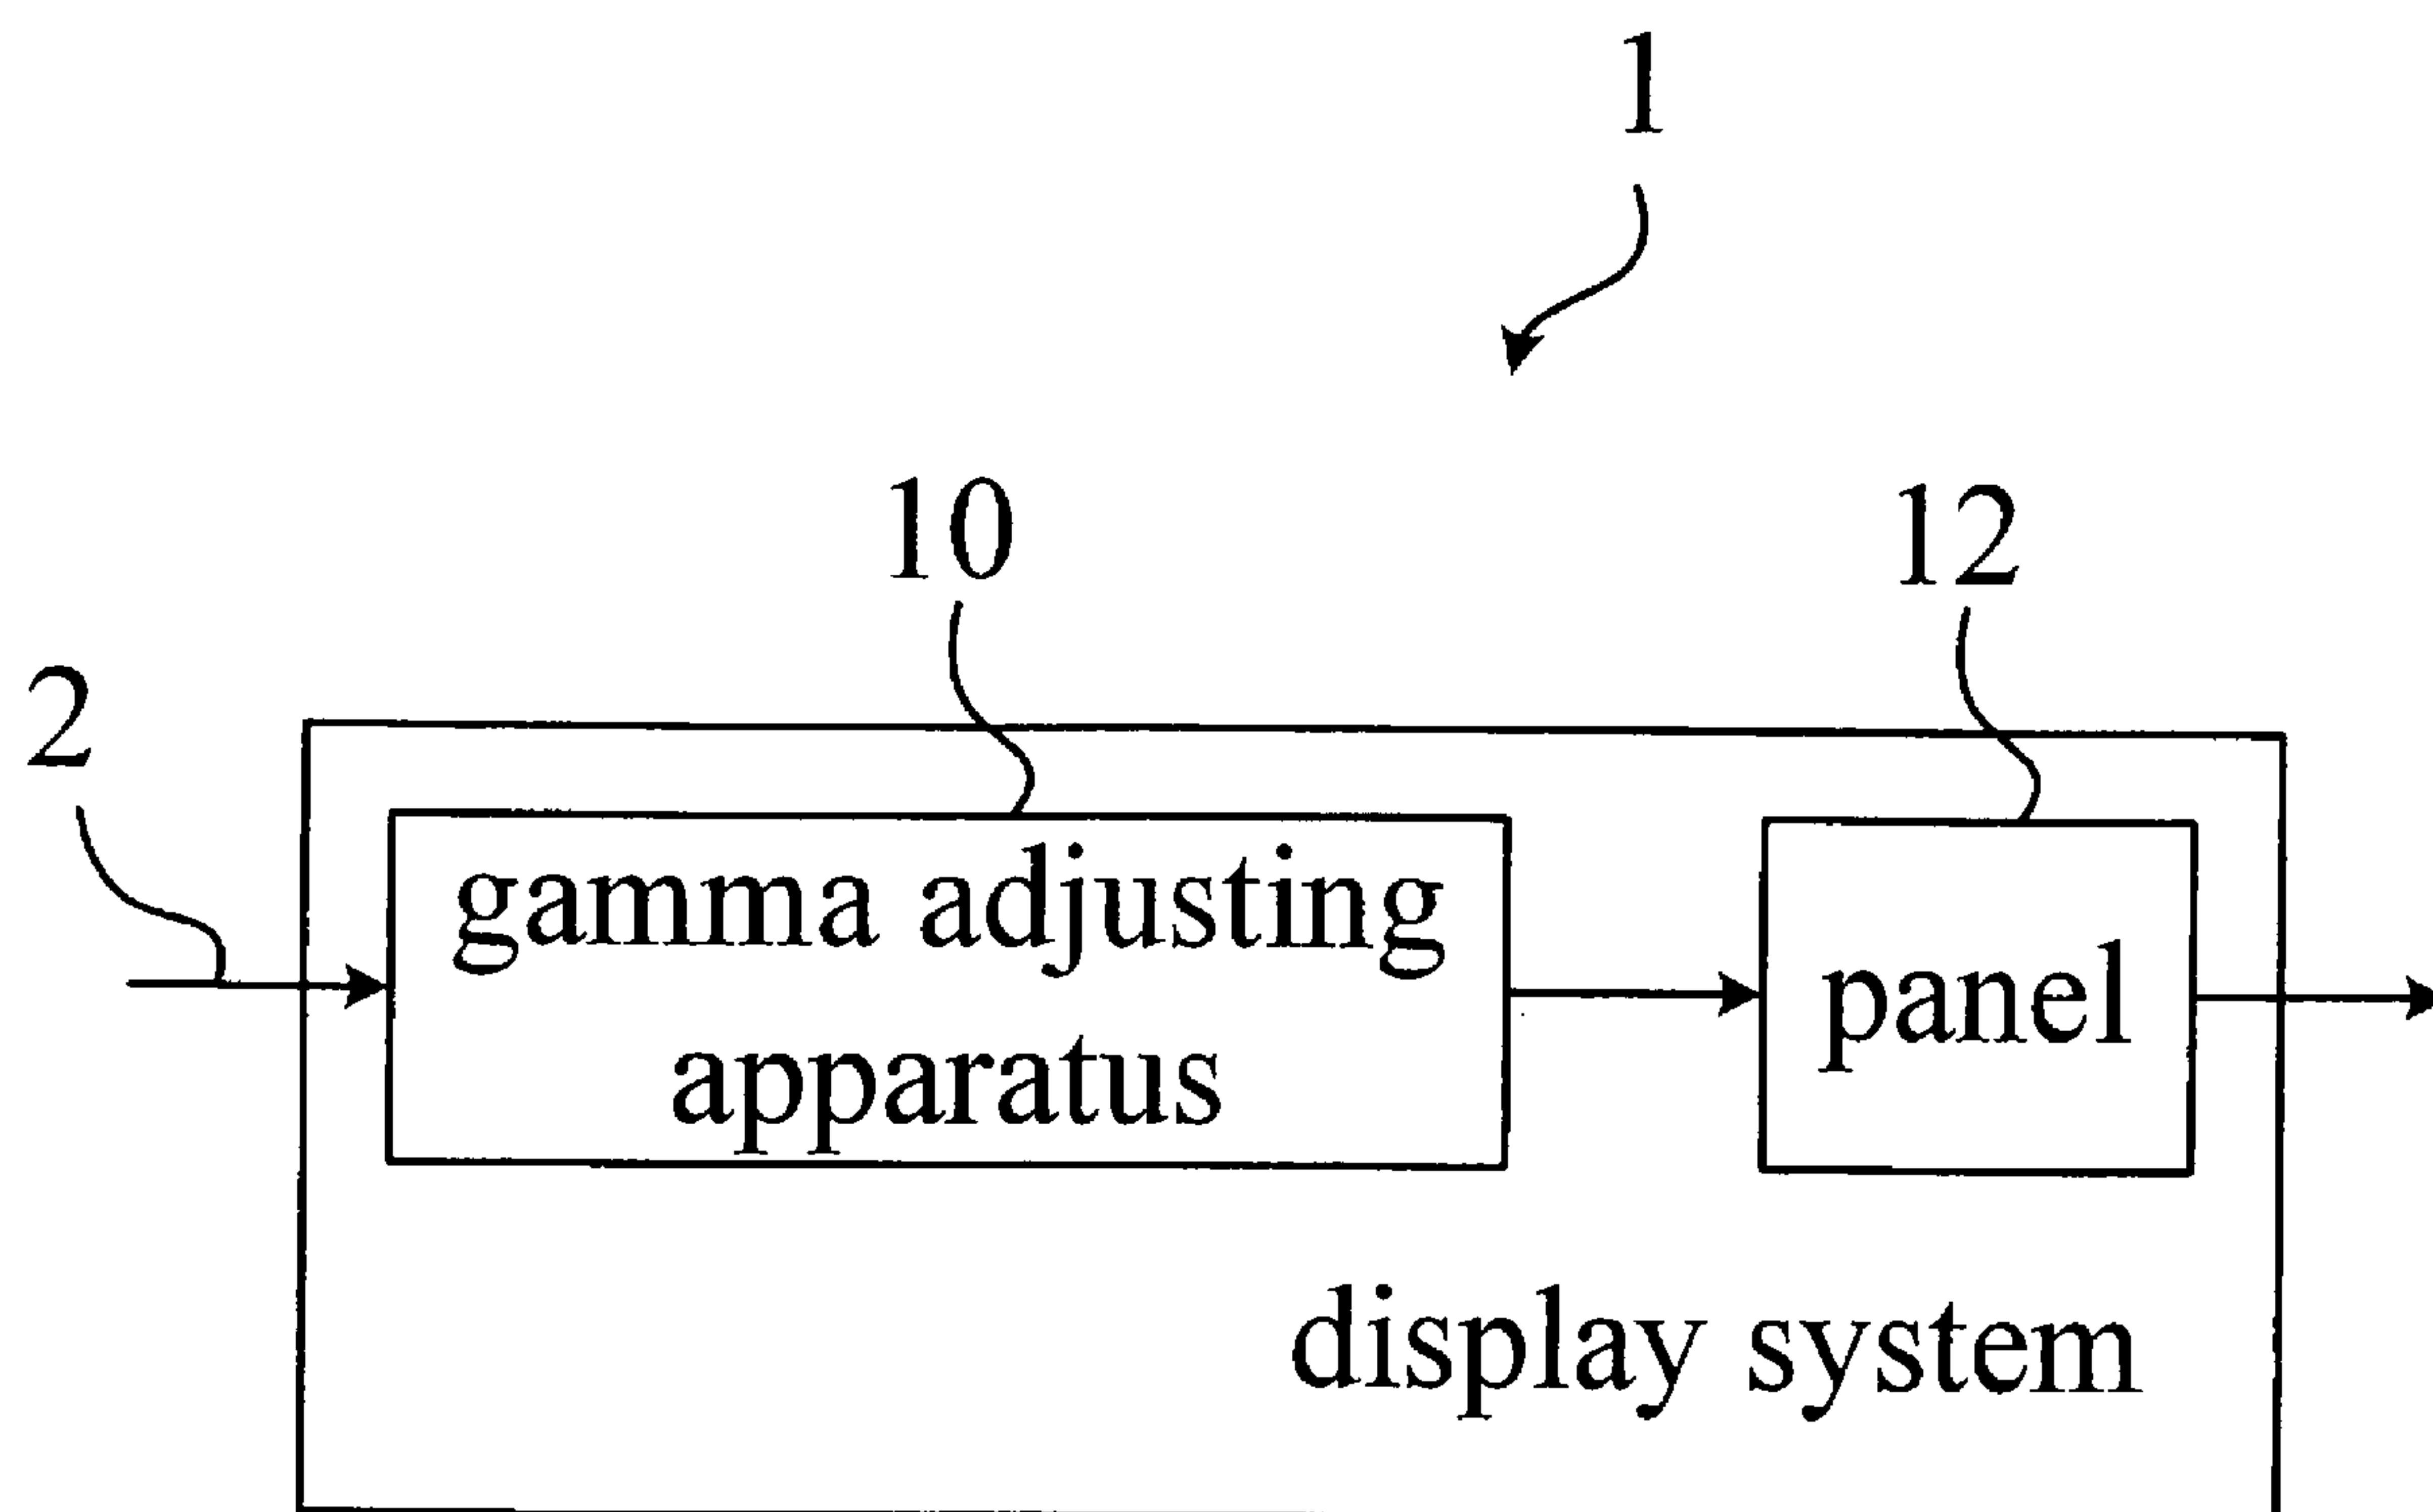 1
10
12
2
gamma adjusting
apparatus
panel
display system